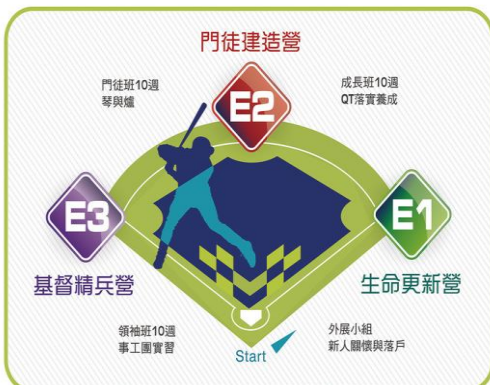 門徒建造營
門徒班10週
琴與爐
成長班10週
QT落實養成
E2
E3
E1
基督精兵營
生命更新營
領袖班10週
事工團實習
外展小組
新人關懷與落戶
Start